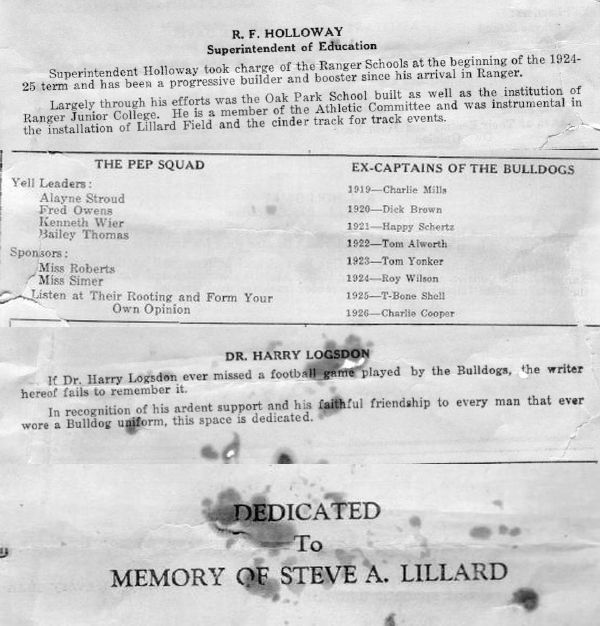 R. F. HOLLOWAY
Superintendent of Education
Superintendent Holloway took charge of the Ranger Schools at the beginning of the 1924-
25 term and has been a progressive builder and booster since his arrival in Ranger.
Largely through his efforts was the Oak Park School built as well as the institution of
Ranger Junior College. He is a member of the Athletic Committee and was instrumental in
the installation of Lillard Field and the cinder track for track events.
THE PEP SQUAD
Yell Leaders:
Alayne Stroud
Fred Owens
Kenneth Wier
Bailey Thomas
Sponsors:
Miss Roberts
Miss Simer
Listen at Their Rooting and Form Your
Own Opinion
EX-CAPTAINS OF THE BULLDOGS
1919—Charlie Mills
1920—Dick Brown
1921—Happy Schertz
1922—Tom Alworth
1923—Tom Yonker
1924—Roy Wilson
1925—T-Bone Shell
1926—Charlie Cooper
DR. HARRY LOGSDON
If Dr. Harry Logsdon ever missed a football game played by the Bulldogs, the writer
hereof fails to remember it.
In recognition of his ardent support and his faithful friendship to every man that ever
wore a Bulldog uniform, this space is dedicated.
DEDICATED
To
MEMORY OF STEVE A. LILLARD